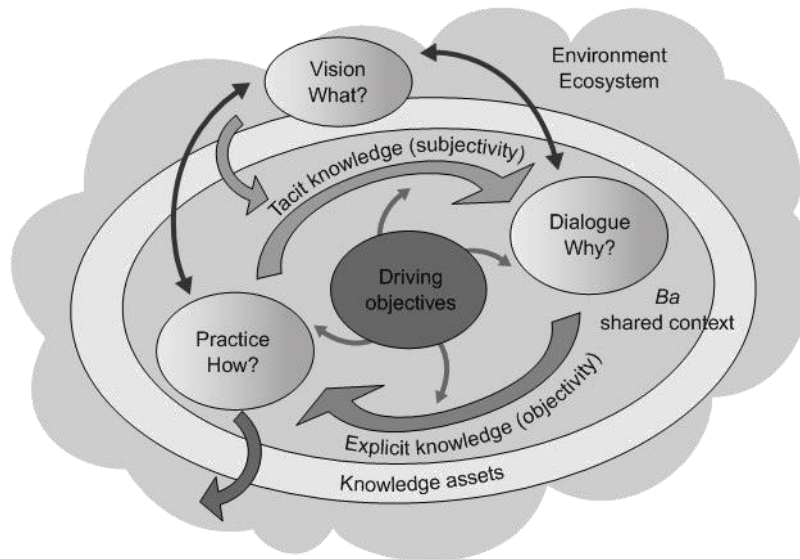 Vision
What?
Environment
Ecosystem
Tacit knowledge (subjectivity)
Dialogue
Why?
Driving
objectives
Ba
shared context
Practice
How?
Explicit knowledge (objectivity)
Knowledge assets